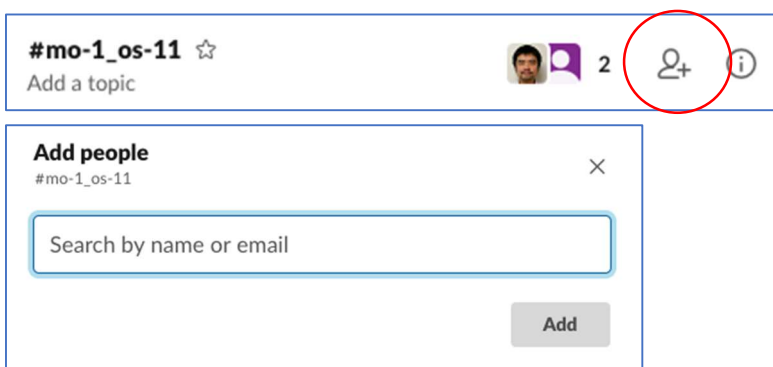 #mo-1_os-11
2
Add a topic
Add people
#mo-1_os-11
Search by name or email
Add